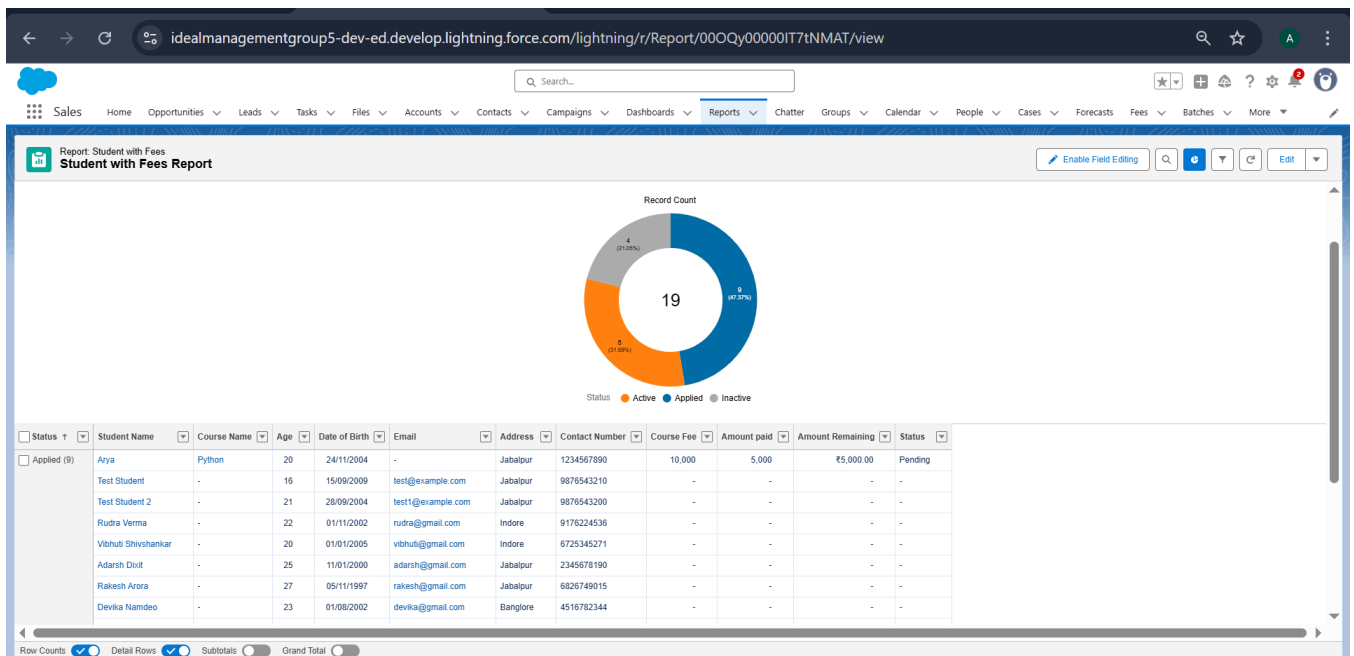 idealmanagementgroup5-dev-ed.develop.lightning.force.com/lightning/r/Report/00OQy00000IT7tNMAT/view A
Search... 2
Sales Home Opportunities Leads Tasks Files Accounts Contacts Campaigns Dashboards Reports Chatter Groups Calendar People Cases Forecasts Fees Batches More
Report: Student with Fees
Student with Fees Report
Enable Field Editing Edit
Record Count
4
(21.05%)
9
(47.37%)
19
6
(31.58%)
Status Active Applied Inactive
Status ↑ Student Name Course Name Age Date of Birth Email Address Contact Number Course Fee Amount paid Amount Remaining Status
Applied (9) Arya Python 20 24/11/2004 - Jabalpur 1234567890 10,000 5,000 ₹5,000.00 Pending
Test Student - 16 15/09/2009 test@example.com Jabalpur 9876543210 - - - -
Test Student 2 - 21 28/09/2004 test1@example.com Jabalpur 9876543200 - - - -
Rudra Verma - 22 01/11/2002 rudra@gmail.com Indore 9176224536 - - - -
Vibhuti Shivshankar - 20 01/01/2005 vibhuti@gmail.com Indore 6725345271 - - - -
Adarsh Dixit - 25 11/01/2000 adarsh@gmail.com Jabalpur 2345678190 - - - -
Rakesh Arora - 27 05/11/1997 rakesh@gmail.com Jabalpur 6826749015 - - - -
Devika Namdeo - 23 01/08/2002 devika@gmail.com Banglore 4516782344 - - - -
Row Counts Detail Rows Subtotals Grand Total